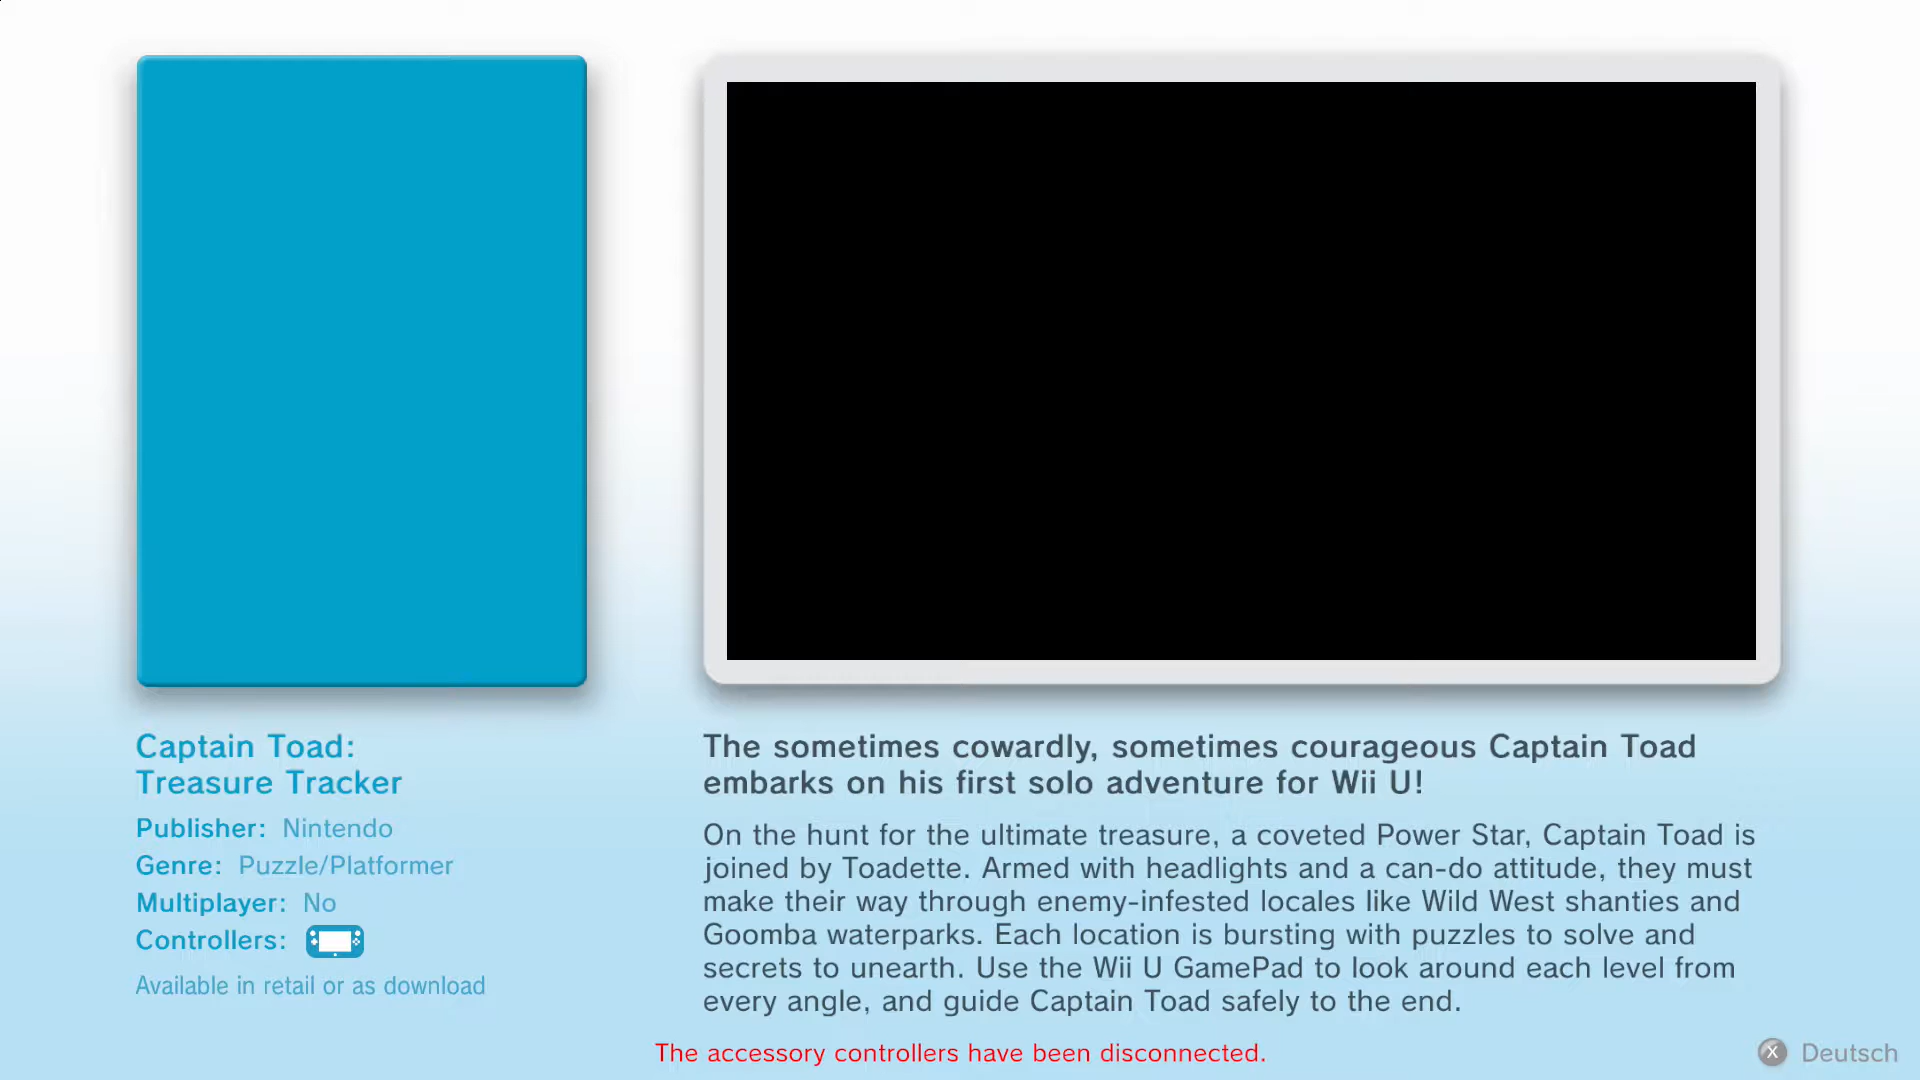 Captain Toad:
Treasure Tracker
Publisher: Nintendo
Genre: Puzzle/Platformer
Multiplayer: No
Controllers:
Available in retail or as download
The sometimes cowardly, sometimes courageous Captain Toad
embarks on his first solo adventure for Wii U!
On the hunt for the ultimate treasure, a coveted Power Star, Captain Toad is
joined by Toadette. Armed with headlights and a can-do attitude, they must
make their way through enemy-infested locales like Wild West shanties and
Goomba waterparks. Each location is bursting with puzzles to solve and
secrets to unearth. Use the Wii U GamePad to look around each level from
every angle, and guide Captain Toad safely to the end.
The accessory controllers have been disconnected.
X Deutsch